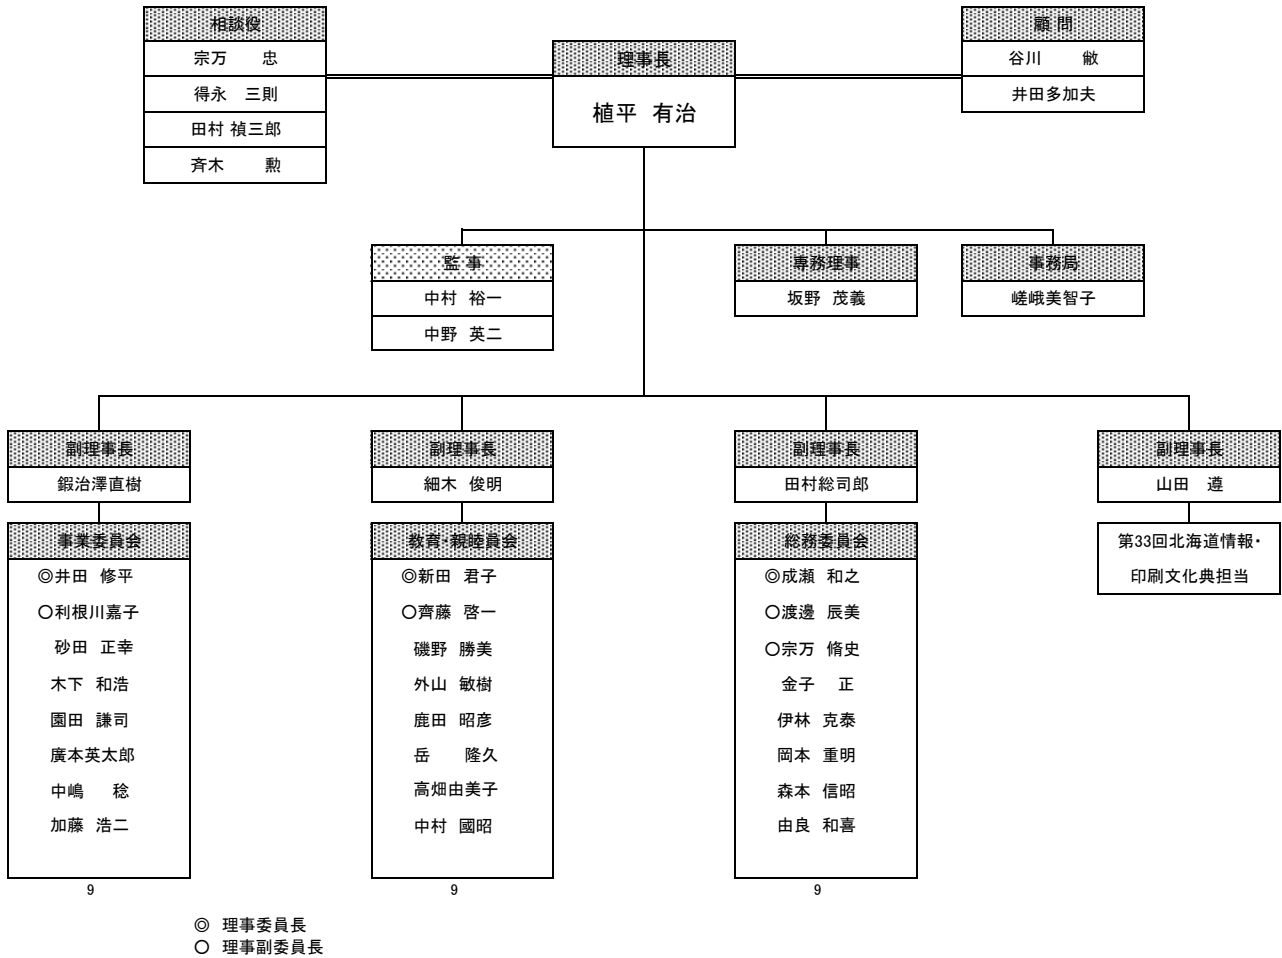 相談役
宗万 忠
得永 三則
田村 禎三郎
斉木 勲
理事長
植平 有治
顧 問
谷川 敝
井田多加夫
監 事
中村 裕一
中野 英二
専務理事
坂野 茂義
事務局
嵯峨美智子
副理事長
鍜治澤直樹
事業委員会
◎井田 修平
○利根川嘉子
砂田 正幸
木下 和浩
園田 謙司
廣本英太郎
中嶋 稔
加藤 浩二
9
副理事長
細木 俊明
教育・親睦員会
◎新田 君子
○齊藤 啓一
磯野 勝美
外山 敏樹
鹿田 昭彦
岳 隆久
高畑由美子
中村 國昭
9
副理事長
田村総司郎
総務委員会
◎成瀬 和之
○渡邊 辰美
○宗万 脩史
金子 正
伊林 克泰
岡本 重明
森本 信昭
由良 和喜
9
副理事長
山田 遵
第33回北海道情報・
印刷文化典担当
◎ 理事委員長
○ 理事副委員長